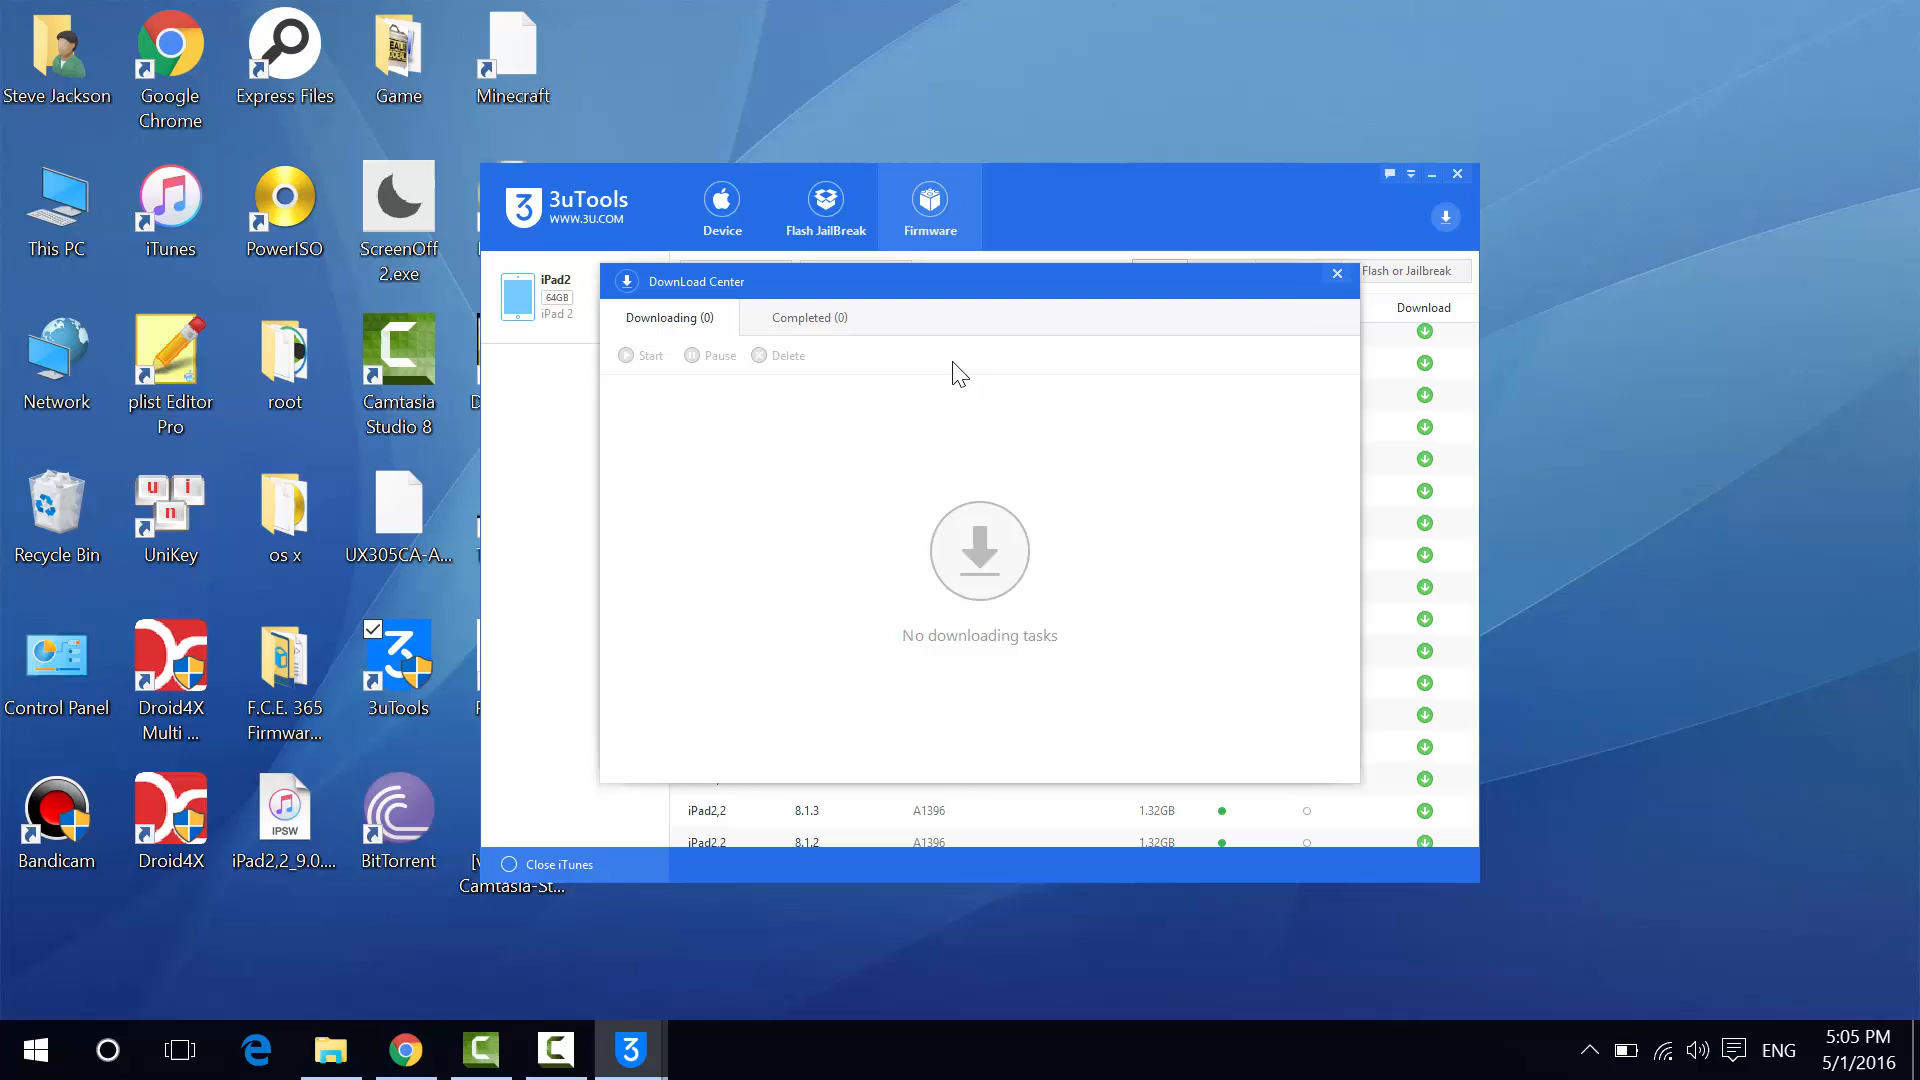 Steve Jackson
Google
Chrome
Express Files
Game
Minecraft
This PC
iTunes
PowerISO
ScreenOff
2.exe
Network
plist Editor
Pro
root
Camtasia
Studio 8
Recycle Bin
UniKey
os x
UX305CA-A...
Control Panel
Droid4X
Multi ...
F.C.E. 365
Firmwar...
3uTools
Bandicam
Droid4X
IPSW
iPad2,2_9.0....
BitTorrent
Camtasia-St...
3uTools
WWW.3U.COM
Device
Flash JailBreak
Firmware
iPad2
64GB
iPad 2
Flash or Jailbreak
Download
DownLoad Center
Downloading (0)
Completed (0)
Start
Pause
Delete
No downloading tasks
iPad2,2 8.1.3 A1396 1.32GB
iPad2,2 8.1.2 A1396 1.32GB
Close iTunes
ENG
5:05 PM
5/1/2016